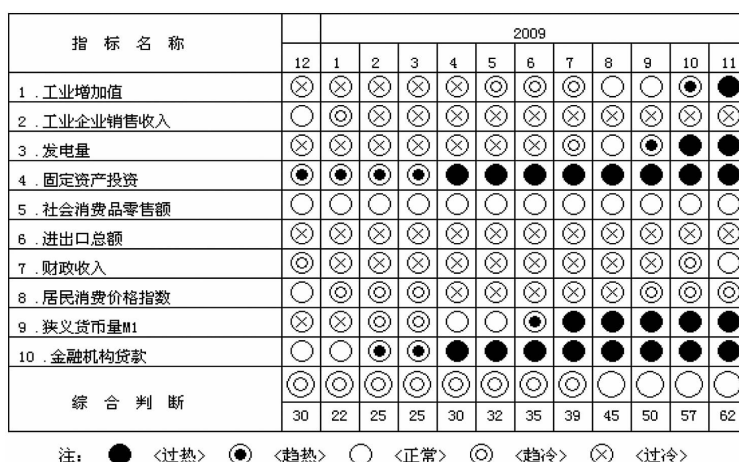 指 标 名 称
2009
12 1 2 3 4 5 6 7 8 9 10 11
1 .工业增加值
2 .工业企业销售收入
3 .发电量
4 .固定资产投资
5 .社会消费品零售额
6 .进出口总额
7 .财政收入
8 .居民消费价格指数
9 .狭义货币量M1
10 .金融机构贷款
综 合 判 断
30 22 25 25 30 32 35 39 45 50 57 62
注: <过热> <趋热> <正常> <趋冷> <过冷>